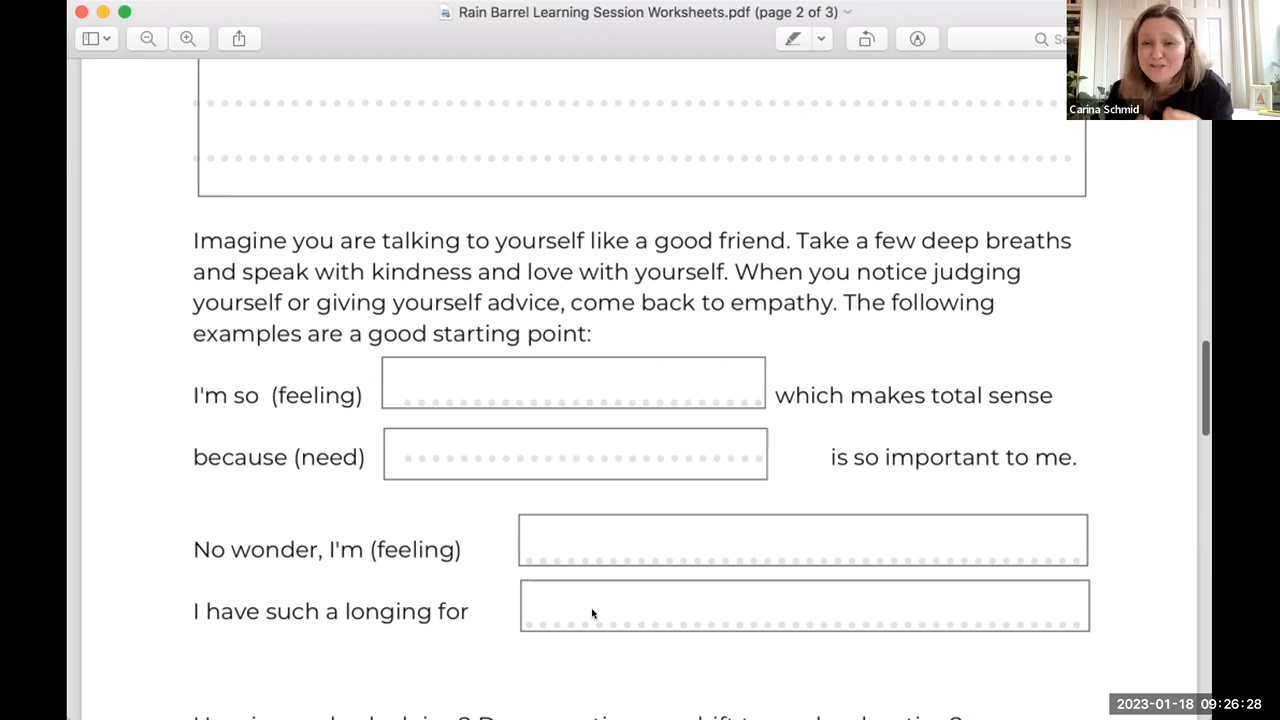 Rain Barrel Learning Session Worksheets.pdf (page 2 of 3)
Carina Schmid
Imagine you are talking to yourself like a good friend. Take a few deep breaths
and speak with kindness and love with yourself. When you notice judging
yourself or giving yourself advice, come back to empathy. The following
examples are a good starting point:
I'm so (feeling) which makes total sense
because (need) is so important to me.
No wonder, I'm (feeling)
I have such a longing for
2023-01-18 09:26:28